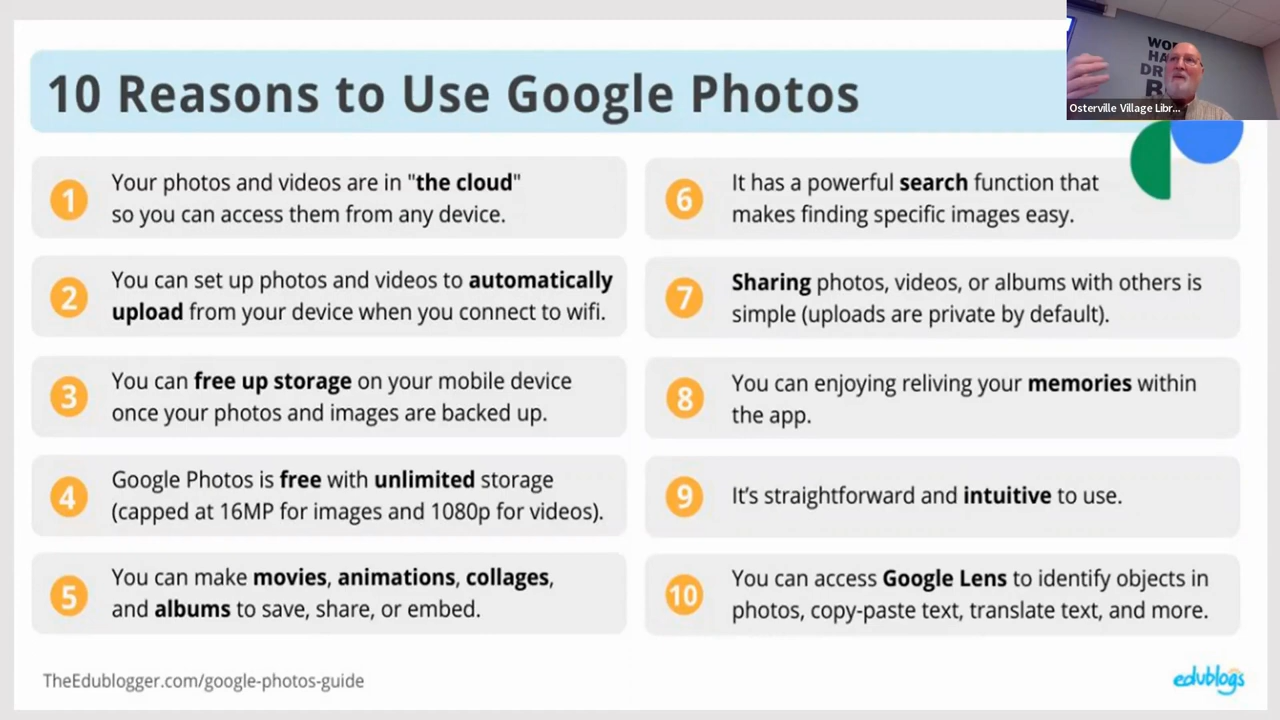 10 Reasons to Use Google Photos
Osterville Village Libr...
1
Your photos and videos are in "the cloud"
so you can access them from any device.
2
You can set up photos and videos to automatically
upload from your device when you connect to wifi.
3
You can free up storage on your mobile device
once your photos and images are backed up.
4
Google Photos is free with unlimited storage
(capped at 16MP for images and 1080p for videos).
5
You can make movies, animations, collages,
and albums to save, share, or embed.
6
It has a powerful search function that
makes finding specific images easy.
7
Sharing photos, videos, or albums with others is
simple (uploads are private by default).
8
You can enjoying reliving your memories within
the app.
9
It's straightforward and intuitive to use.
10
You can access Google Lens to identify objects in
photos, copy-paste text, translate text, and more.
TheEdublogger.com/google-photos-guide
edublogs